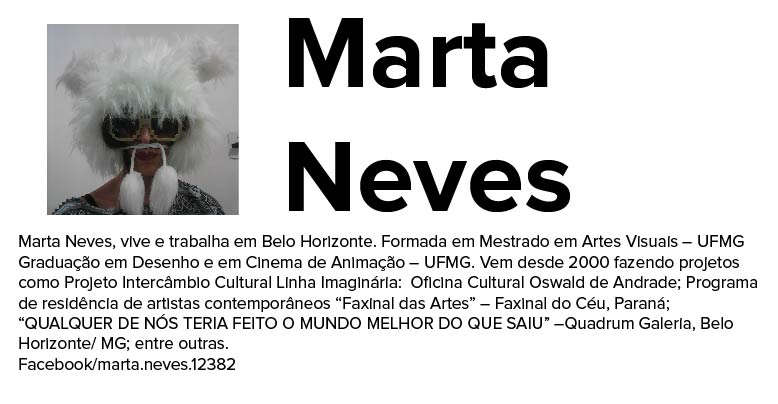 Marta
Neves
Marta Neves, vive e trabalha em Belo Horizonte. Formada em Mestrado em Artes Visuais – UFMG
Graduação em Desenho e em Cinema de Animação – UFMG. Vem desde 2000 fazendo projetos
como Projeto Intercâmbio Cultural Linha Imaginária:  Oficina Cultural Oswald de Andrade; Programa
de residência de artistas contemporâneos “Faxinal das Artes” – Faxinal do Céu, Paraná;
“QUALQUER DE NÓS TERIA FEITO O MUNDO MELHOR DO QUE SAIU” –Quadrum Galeria, Belo
Horizonte/ MG; entre outras.
Facebook/marta.neves.12382